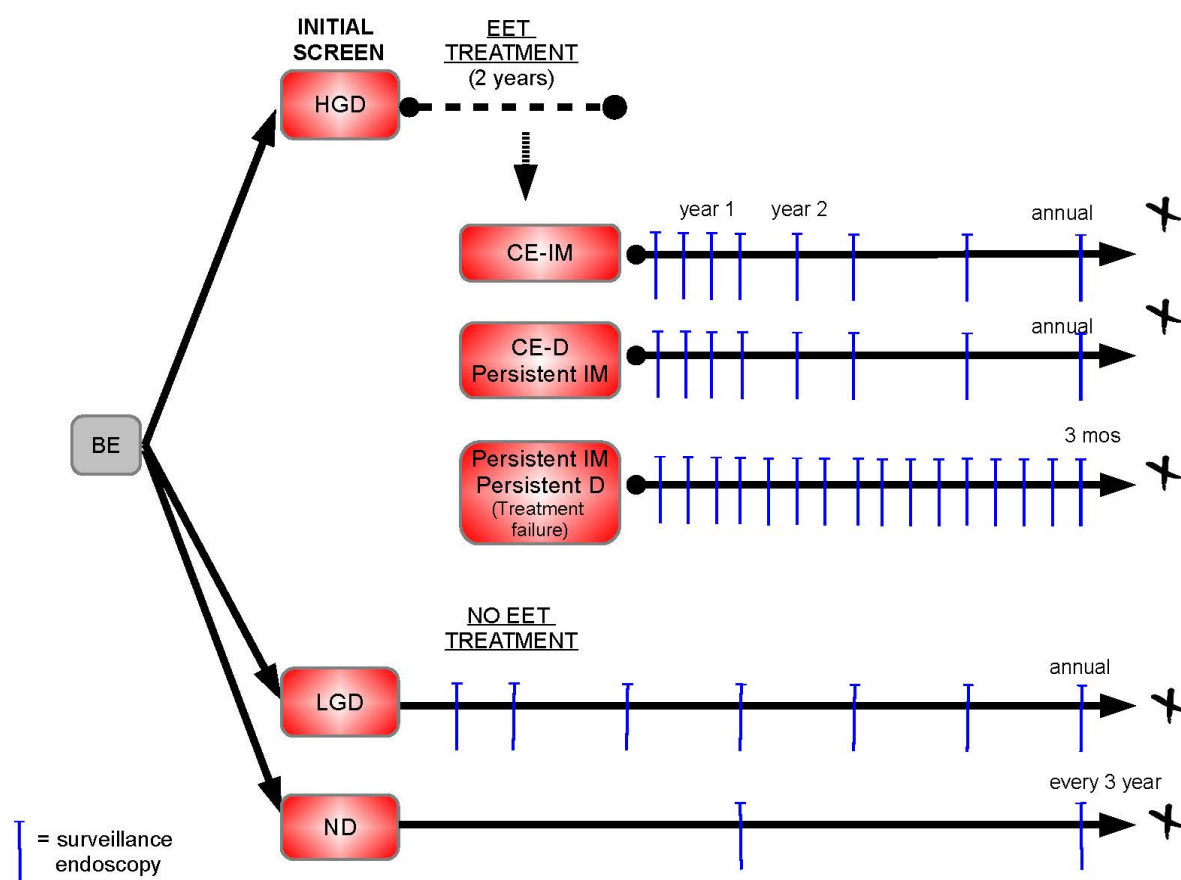 INITIAL
SCREEN
EET
TREATMENT
(2 years)
HGD
year 1
year 2
annual
CE-IM
annual
CE-D
Persistent IM
BE
3 mos
Persistent IM
Persistent D
(Treatment
failure)
NO EET
TREATMENT
annual
LGD
every 3 year
ND
= surveillance
endoscopy